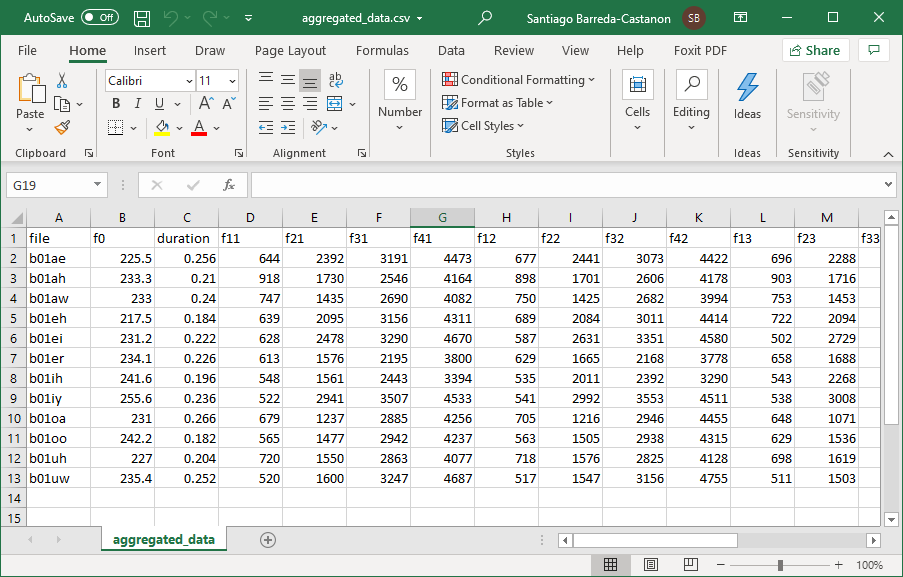 AutoSave Off aggregated_data.csv Santiago Barreda-Castanon SB
File Home Insert Draw Page Layout Formulas Data Review View Help Foxit PDF Share
Calibri 11 ab Conditional Formatting
Paste B I U A A Number Format as Table Cells Editing Ideas Sensitivity
A Cell Styles
Clipboard Font Alignment Styles Ideas Sensitivity
G19 fx
A B C D E F G H I J K L M
1 file f0 duration f11 f21 f31 f41 f12 f22 f32 f42 f13 f23 f33
2 b01ae 225.5 0.256 644 2392 3191 4473 677 2441 3073 4422 696 2288
3 b01ah 233.3 0.21 918 1730 2546 4164 898 1701 2606 4178 903 1716
4 b01aw 233 0.24 747 1435 2690 4082 750 1425 2682 3994 753 1453
5 b01eh 217.5 0.184 639 2095 3156 4311 689 2084 3011 4414 722 2094
6 b01ei 231.2 0.222 628 2478 3290 4670 587 2631 3351 4580 502 2729
7 b01er 234.1 0.226 613 1576 2195 3800 629 1665 2168 3778 658 1688
8 b01ih 241.6 0.196 548 1561 2443 3394 535 2011 2392 3290 543 2268
9 b01iy 255.6 0.236 522 2941 3507 4533 541 2992 3553 4511 538 3008
10 b01oa 231 0.266 679 1237 2885 4256 705 1216 2946 4455 648 1071
11 b01oo 242.2 0.182 565 1477 2942 4237 563 1505 2938 4315 629 1536
12 b01uh 227 0.204 720 1550 2863 4077 718 1576 2825 4128 698 1619
13 b01uw 235.4 0.252 520 1600 3247 4687 517 1547 3156 4755 511 1503
14
15
aggregated_data
100%